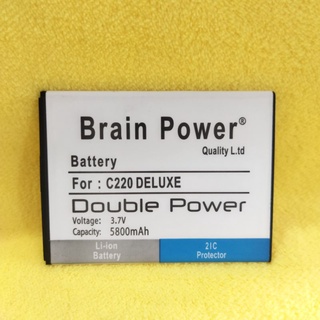 Brain Power®
Quality L.td
Battery
For : C220 DELUXE
Double Power
Voltage: 3.7V
Capacity: 5800mAh
Li-ion
Battery
2IC
Protector